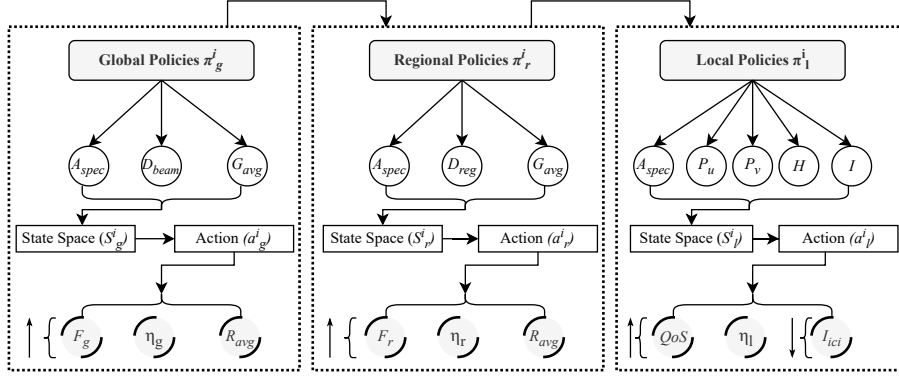 Global Policies π^i_g
A_spec D_beam G_avg
State Space (S^i_g) Action (a^i_g)
F_g η_g R_avg
Regional Policies π^i_r
A_spec D_reg G_avg
State Space (S^i_r) Action (a^i_r)
F_r η_r R_avg
Local Policies π^i_l
A_spec P_u P_v H I
State Space (S^i_l) Action (a^i_l)
QoS η_l I_ici